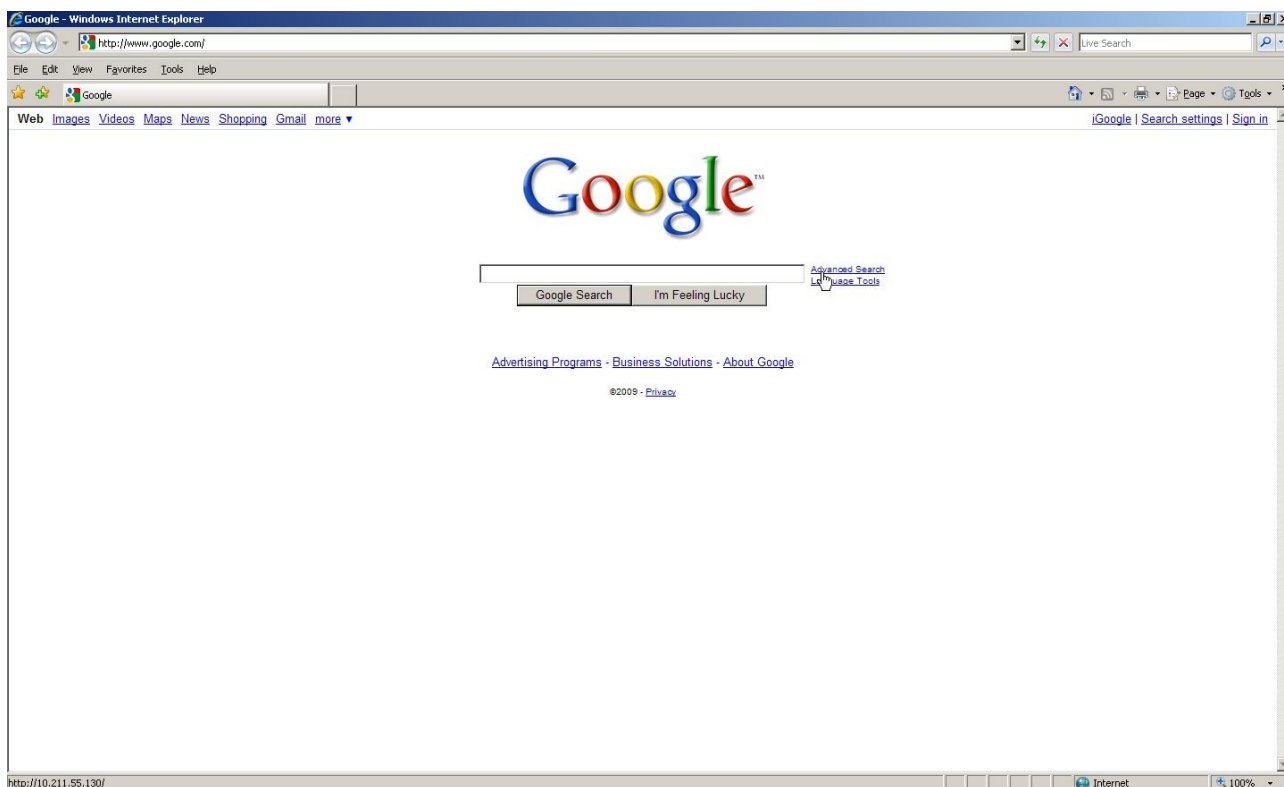 Google - Windows Internet Explorer
http://www.google.com/
Live Search
File Edit View Favorites Tools Help
Google
Page Tools
Web Images Videos Maps News Shopping Gmail more ▼
iGoogle | Search settings | Sign in
Google™
Advanced Search
Language Tools
Google Search I'm Feeling Lucky
Advertising Programs - Business Solutions - About Google
©2009 - Privacy
http://10.211.55.130/
Internet
100%